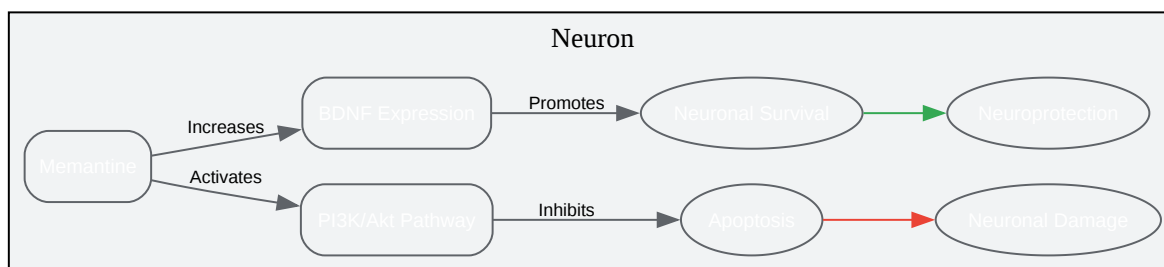 Neuron
Memantine
Increases
BDNF Expression
Promotes
Neuronal Survival
Neuroprotection
Activates
PI3K/Akt Pathway
Inhibits
Apoptosis
Neuronal Damage